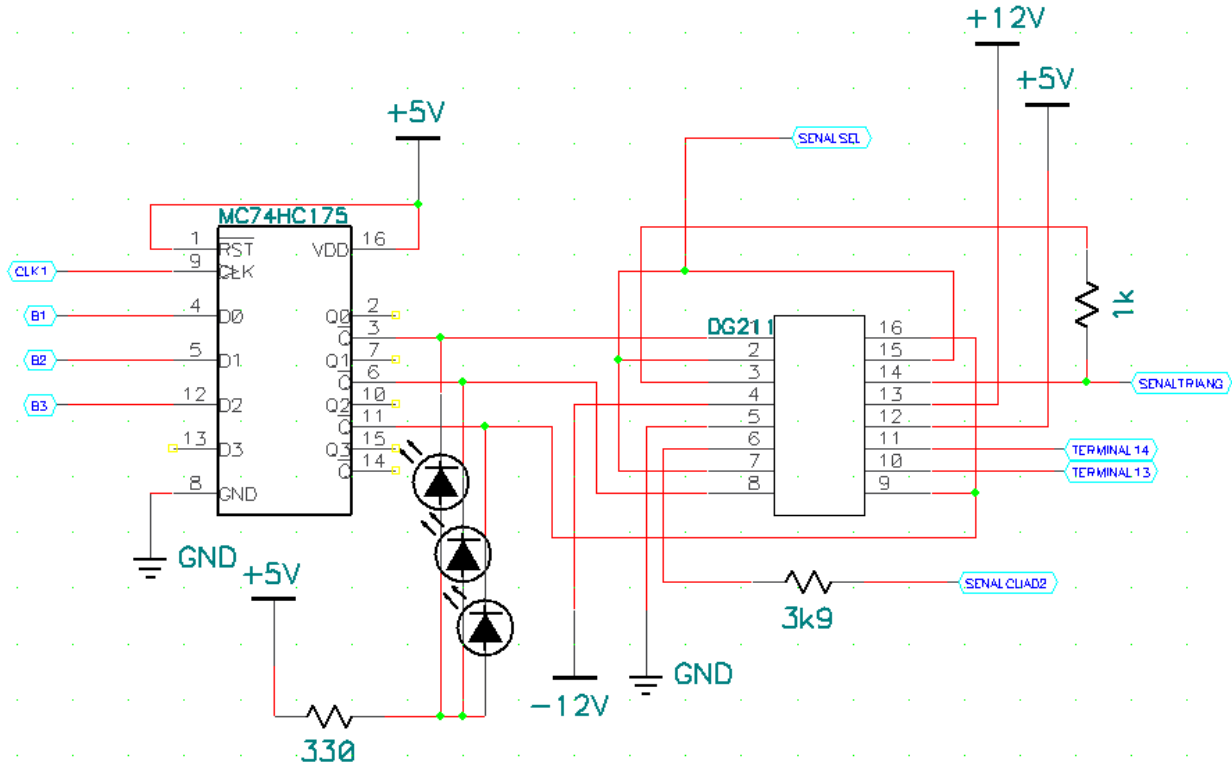 +12V
+5V
+5V
SENALSEL
MC74HC175
1 RST VDD 16
CLK1 9 CLK
B1 4 D0 Q0 2
Q 3
B2 5 D1 Q1 7
Q 6
B3 12 D2 Q2 10
Q 11
13 D3 Q3 15
Q 14
8 GND
GND
1k
DG211
16
2 15
3 14 SENALTRIANG
4 13
5 12
6 11 TERMINAL14
7 10 TERMINAL13
8 9
+5V
3k9
SENALCUAD2
330
-12V
GND